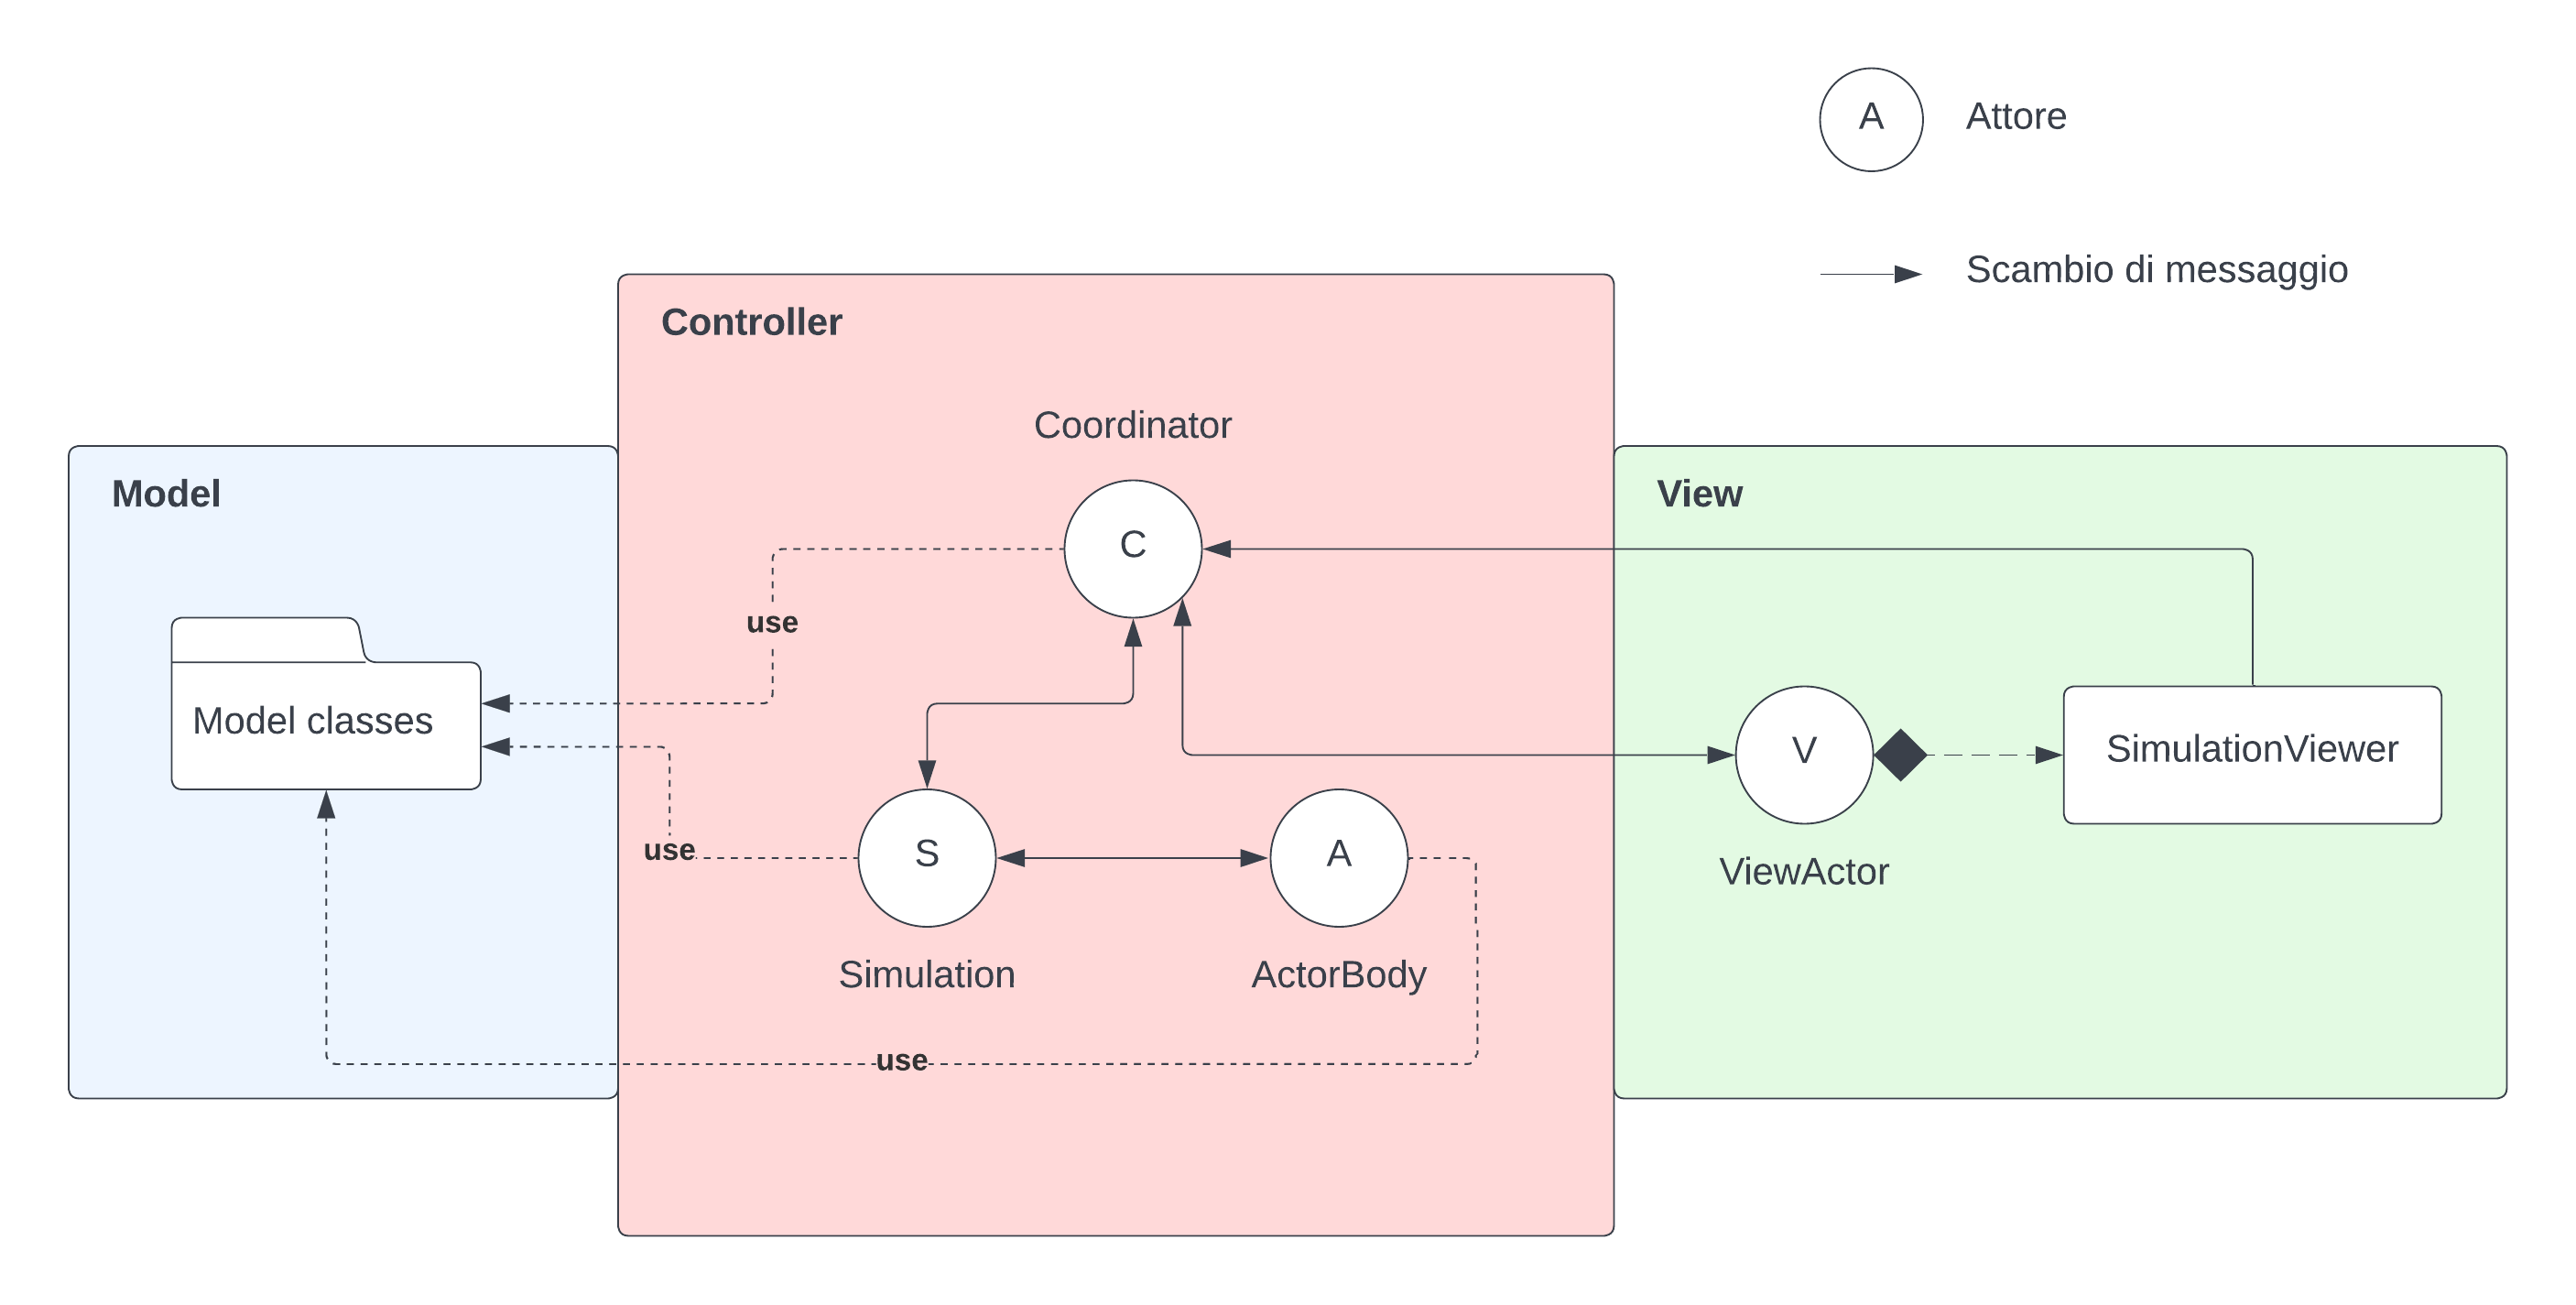 A
Attore
Scambio di messaggio
Controller
Coordinator
Model
View
C
use
Model classes
V
SimulationViewer
use
S
A
ViewActor
Simulation
ActorBody
use